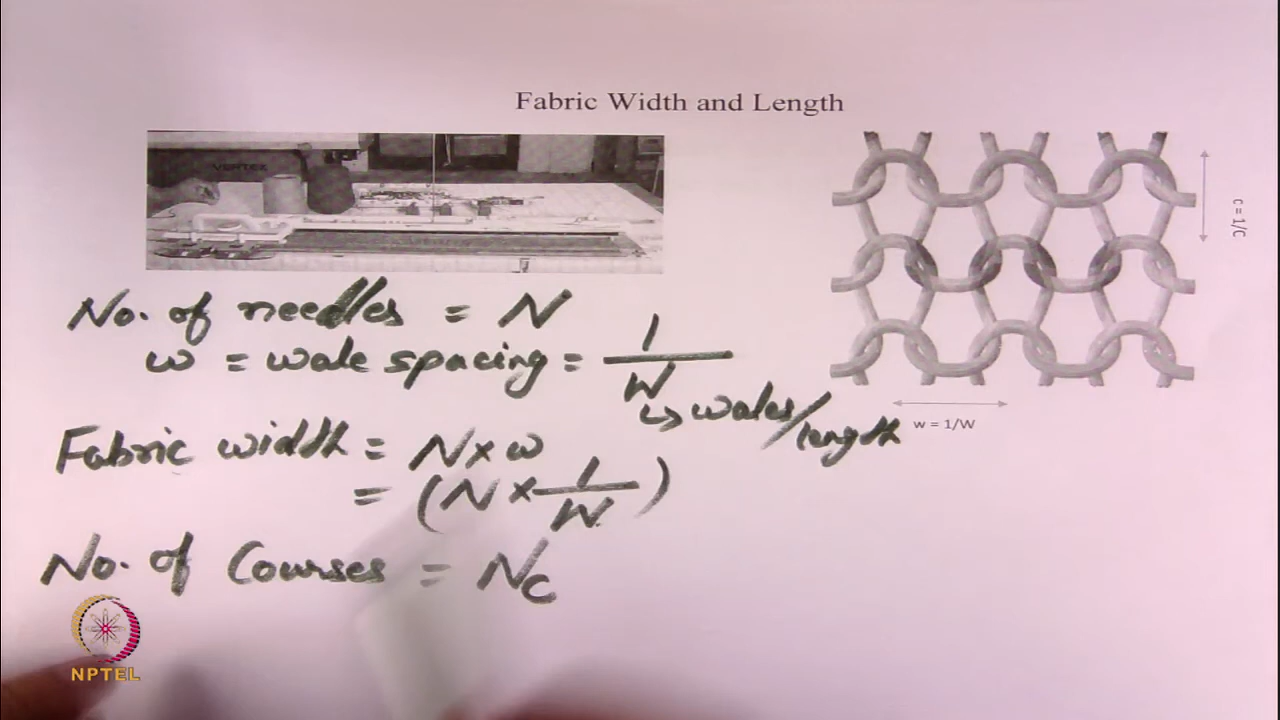 Fabric Width and Length
VORTEX
c = 1/C
No. of needles = N
w = wale spacing = 1/W
↳ wales/length
w = 1/W
Fabric width = N × w
= (N × 1/W)
No. of Courses = Nc
NPTEL